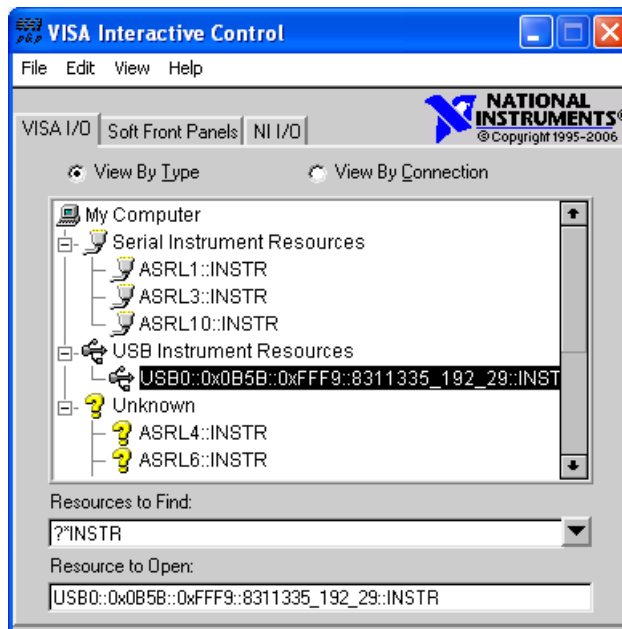 VISA Interactive Control
File Edit View Help
NATIONAL
INSTRUMENTS®
© Copyright 1995-2006
VISA I/O Soft Front Panels NI I/O
View By Type View By Connection
My Computer
Serial Instrument Resources
ASRL1::INSTR
ASRL3::INSTR
ASRL10::INSTR
USB Instrument Resources
USB0::0x0B5B::0xFFF9::8311335_192_29::INST
Unknown
ASRL4::INSTR
ASRL6::INSTR
Resources to Find:
?*INSTR
Resource to Open:
USB0::0x0B5B::0xFFF9::8311335_192_29::INSTR